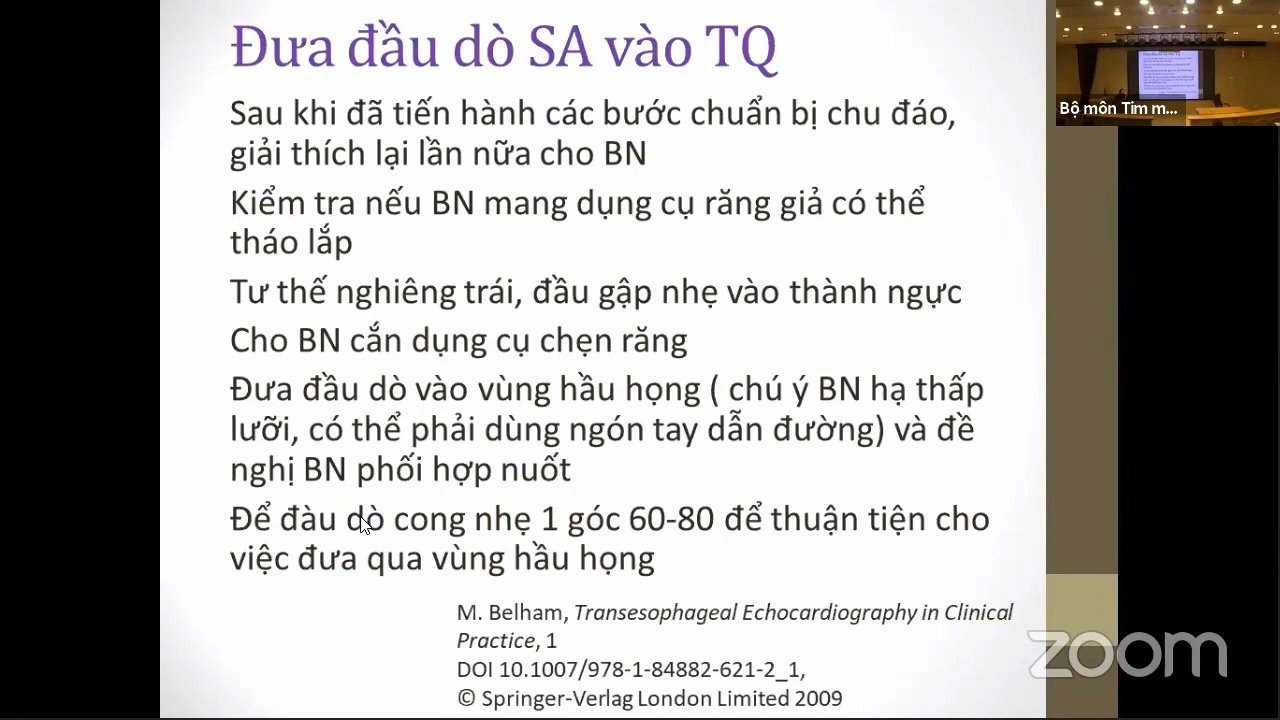 Đưa đầu dò SA vào TQ
Sau khi đã tiến hành các bước chuẩn bị chu đáo,
giải thích lại lần nữa cho BN
Kiểm tra nếu BN mang dụng cụ răng giả có thể
tháo lắp
Tư thế nghiêng trái, đầu gập nhẹ vào thành ngực
Cho BN cắn dụng cụ chẹn răng
Đưa đầu dò vào vùng hầu họng ( chú ý BN hạ thấp
lưỡi, có thể phải dùng ngón tay dẫn đường) và đề
nghị BN phối hợp nuốt
Để đàu dò cong nhẹ 1 góc 60-80 để thuận tiện cho
việc đưa qua vùng hầu họng
M. Belham, Transesophageal Echocardiography in Clinical
Practice, 1
DOI 10.1007/978-1-84882-621-2_1,
© Springer-Verlag London Limited 2009
Bộ môn Tim m...
zoom